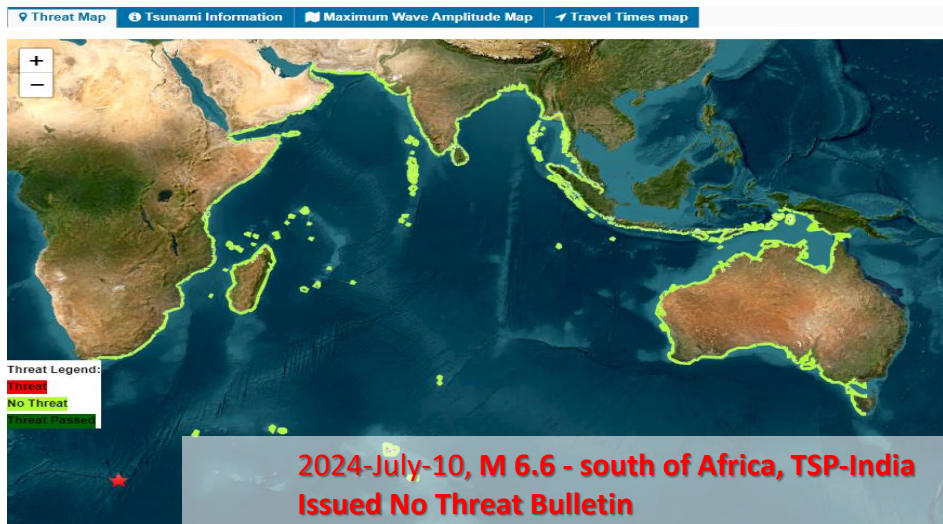 Threat Map Tsunami Information Maximum Wave Amplitude Map Travel Times map
+
−
Threat Legend:
Threat
No Threat
Threat Passed
2024-July-10, M 6.6 - south of Africa, TSP-India
Issued No Threat Bulletin